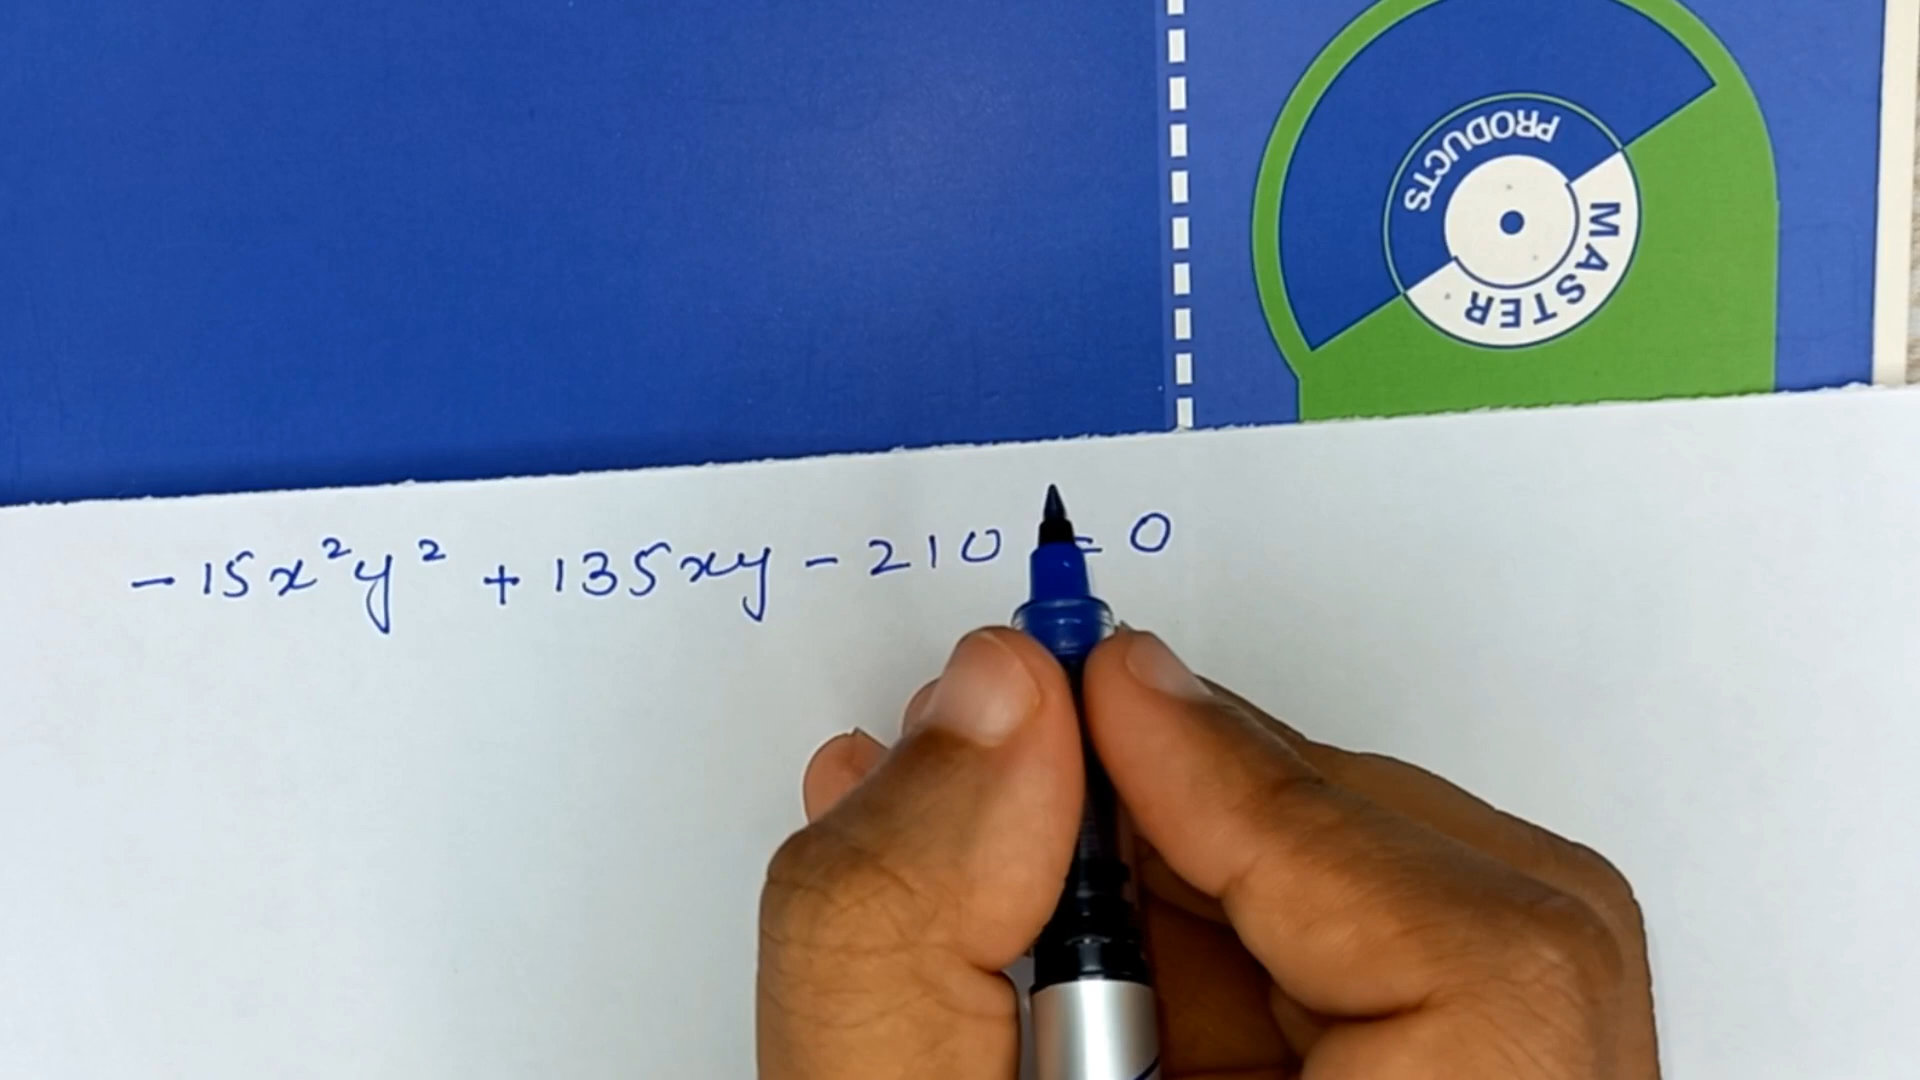 MASTER
PRODUCTS
-15x²y² + 135xy - 210 = 0